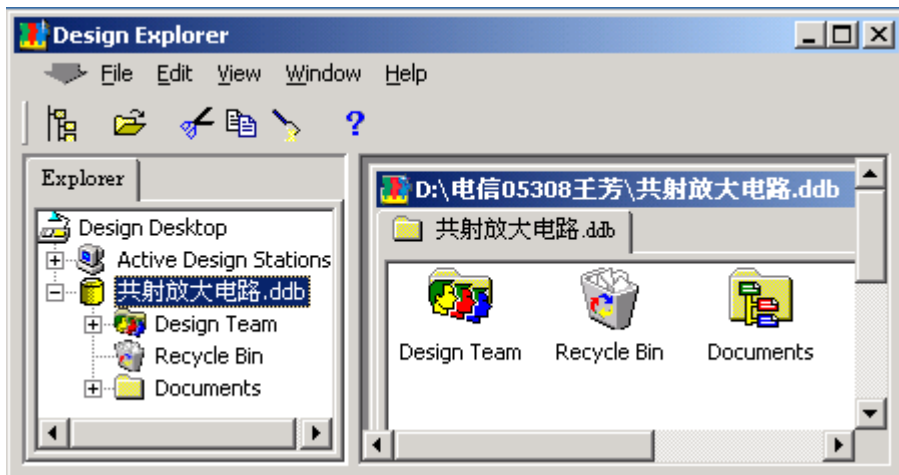 Design Explorer
File Edit View Window Help
?
Explorer
Design Desktop
Active Design Stations
共射放大电路.ddb
Design Team
Recycle Bin
Documents
D:\电信05308王芳\共射放大电路.ddb
共射放大电路.ddb
Design Team Recycle Bin Documents